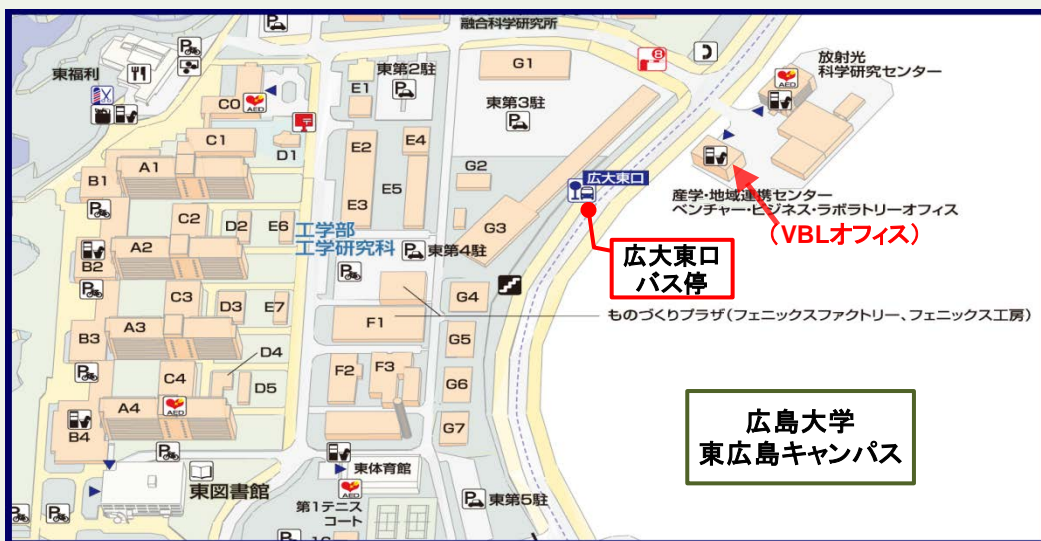 融合科学研究所
東福利
東第2駐
G1
放射光
科学研究センター
AED
C0
AED
E1
東第3駐
C1
D1
E2
E4
A1
B1
G2
広大東口
E5
E3
産学・地域連携センター
ベンチャー・ビジネス・ラボラトリーオフィス
(VBLオフィス)
C2
D2
E6
工学部
工学研究科
G3
A2
B2
東第4駐
広大東口
バス停
C3
D3
E7
G4
ものづくりプラザ(フェニックスファクトリー、フェニックス工房)
A3
B3
F1
G5
D4
C4
D5
F2
F3
G6
A4
AED
B4
G7
広島大学
東広島キャンパス
東図書館
東体育館
AED
第1テニス
コート
東第5駐